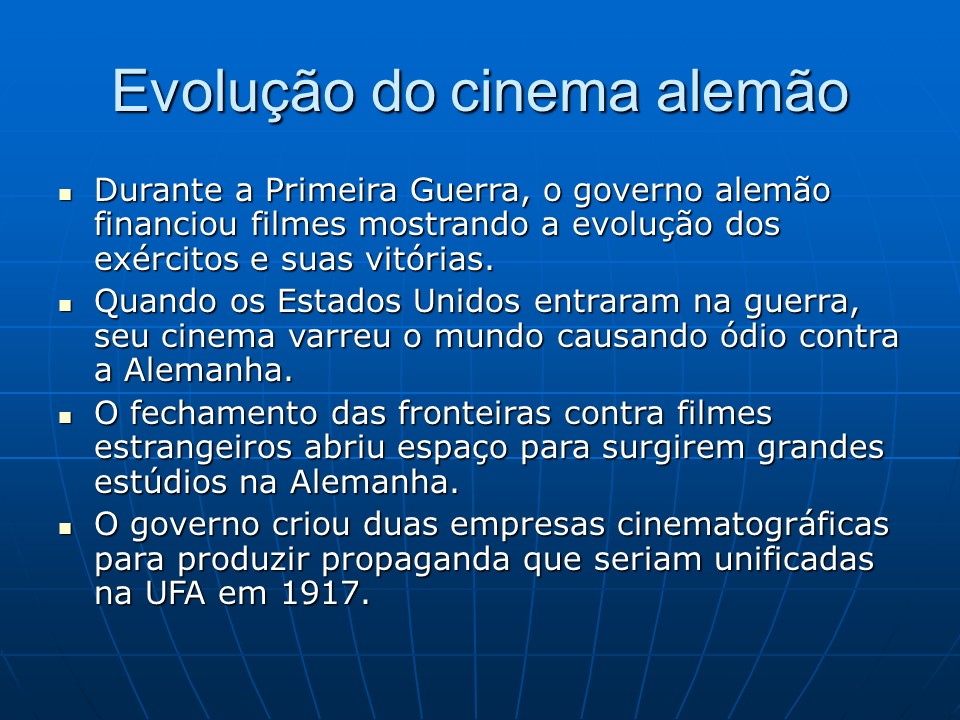 Evolução do cinema alemão
Durante a Primeira Guerra, o governo alemão
financiou filmes mostrando a evolução dos
exércitos e suas vitórias.
Quando os Estados Unidos entraram na guerra,
seu cinema varreu o mundo causando ódio contra
a Alemanha.
O fechamento das fronteiras contra filmes
estrangeiros abriu espaço para surgirem grandes
estúdios na Alemanha.
O governo criou duas empresas cinematográficas
para produzir propaganda que seriam unificadas
na UFA em 1917.